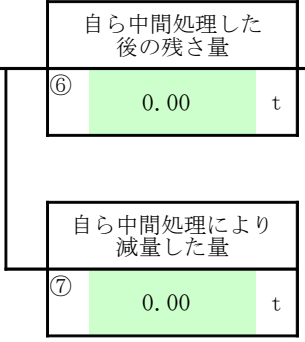 自ら中間処理した
後の残さ量
⑥ 0.00 t
自ら中間処理により
減量した量
⑦ 0.00 t